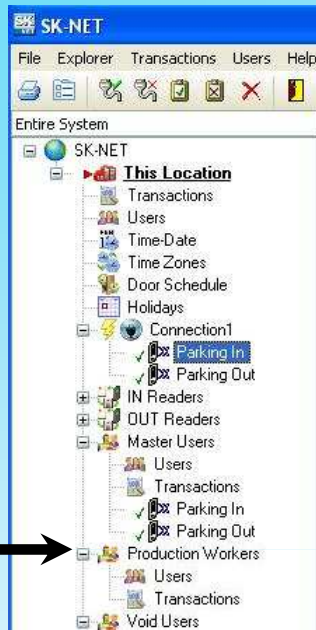 SK-NET
File Explorer Transactions Users Help
Entire System
SK-NET
This Location
Transactions
Users
Time-Date
Time Zones
Door Schedule
Holidays
Connection1
Parking In
Parking Out
IN Readers
OUT Readers
Master Users
Users
Transactions
Parking In
Parking Out
Production Workers
Users
Transactions
Void Users